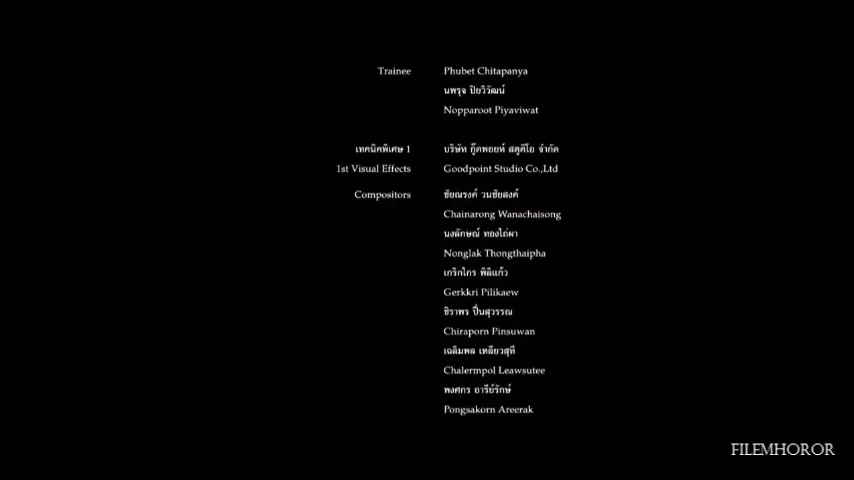 Trainee Phubet Chitapanya
นพรุจ ปิยวิวัฒน์
Nopparoot Piyaviwat
เทคนิคพิเศษ 1 บริษัท กู๊ดพอยท์ สตูดิโอ จำกัด
1st Visual Effects Goodpoint Studio Co.,Ltd
Compositors ชัยณรงค์ วนชัยสงค์
Chainarong Wanachaisong
นงลักษณ์ ทองไถ่ผา
Nonglak Thongthaipha
เกริกไกร พิลิแก้ว
Gerkkri Pilikaew
ชิราพร ปิ่นสุวรรณ
Chiraporn Pinsuwan
เฉลิมพล เหลียวสุที
Chalermpol Leawsutee
พงศกร อารีย์รักษ์
Pongsakorn Areerak
FILEMHOROR